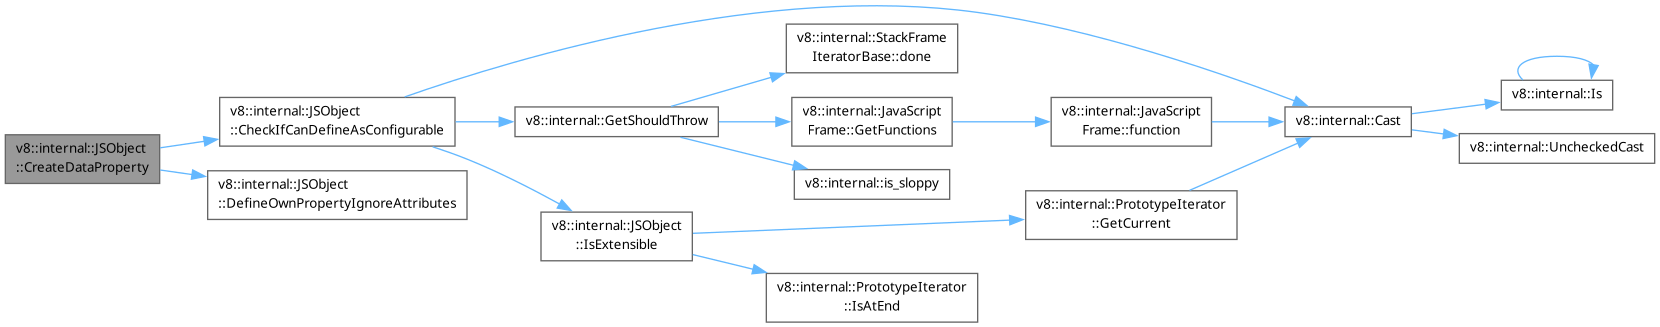 v8::internal::JSObject
::CreateDataProperty
v8::internal::JSObject
::CheckIfCanDefineAsConfigurable
v8::internal::JSObject
::DefineOwnPropertyIgnoreAttributes
v8::internal::GetShouldThrow
v8::internal::JSObject
::IsExtensible
v8::internal::StackFrame
IteratorBase::done
v8::internal::JavaScript
Frame::GetFunctions
v8::internal::is_sloppy
v8::internal::PrototypeIterator
::IsAtEnd
v8::internal::JavaScript
Frame::function
v8::internal::PrototypeIterator
::GetCurrent
v8::internal::Cast
v8::internal::Is
v8::internal::UncheckedCast